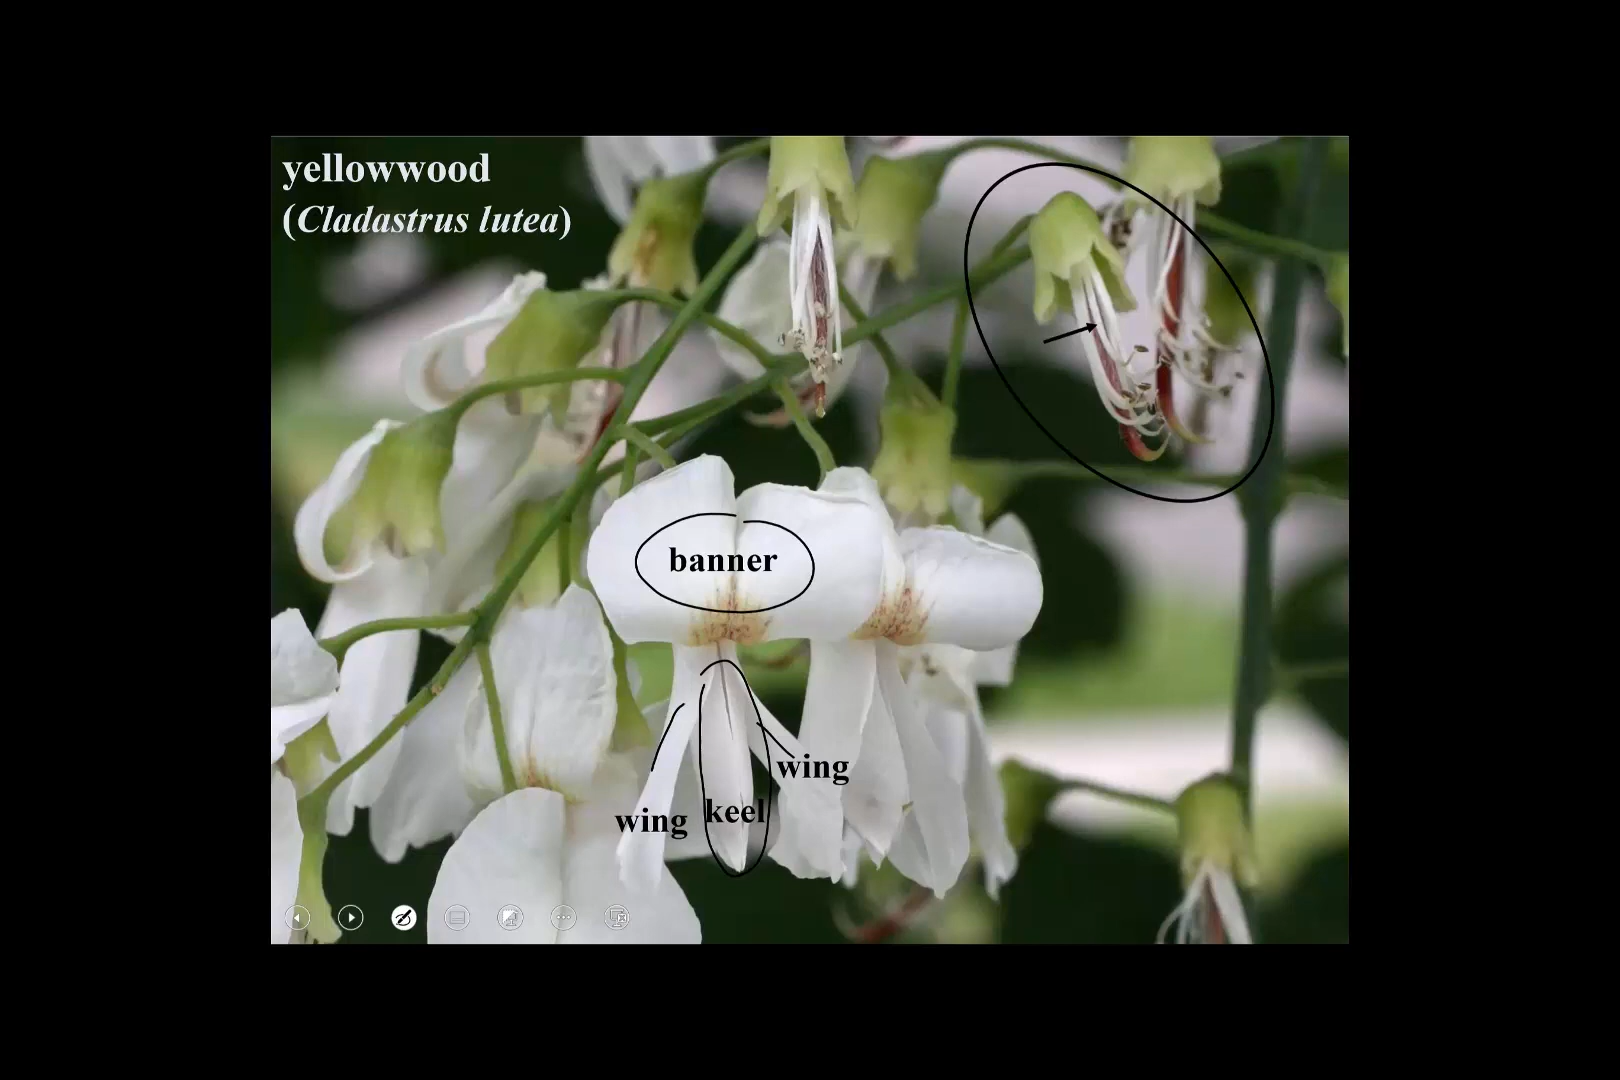 yellowwood
(Cladastrus lutea)
banner
wing
wing
keel